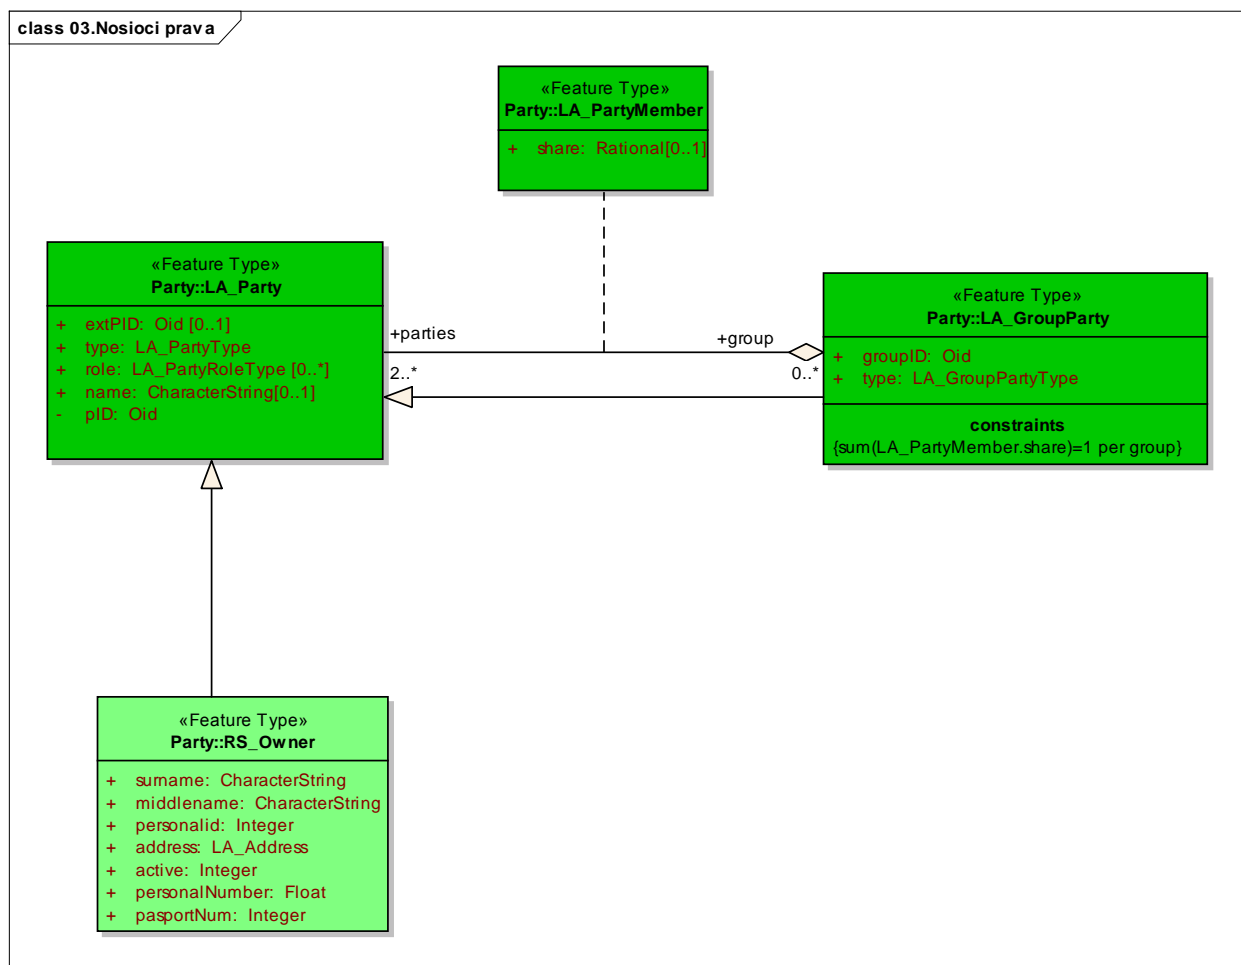 class 03.Nosioci prava
«Feature Type»
Party::LA_PartyMember
+ share: Rational[0..1]
«Feature Type»
Party::LA_Party
+ extPID: Oid [0..1]
+ type: LA_PartyType
+ role: LA_PartyRoleType [0..*]
+ name: CharacterString[0..1]
- pID: Oid
+parties
2..*
+group
0..*
«Feature Type»
Party::LA_GroupParty
+ groupID: Oid
+ type: LA_GroupPartyType
constraints
{sum(LA_PartyMember.share)=1 per group}
«Feature Type»
Party::RS_Owner
+ surname: CharacterString
+ middlename: CharacterString
+ personalid: Integer
+ address: LA_Address
+ active: Integer
+ personalNumber: Float
+ pasportNum: Integer